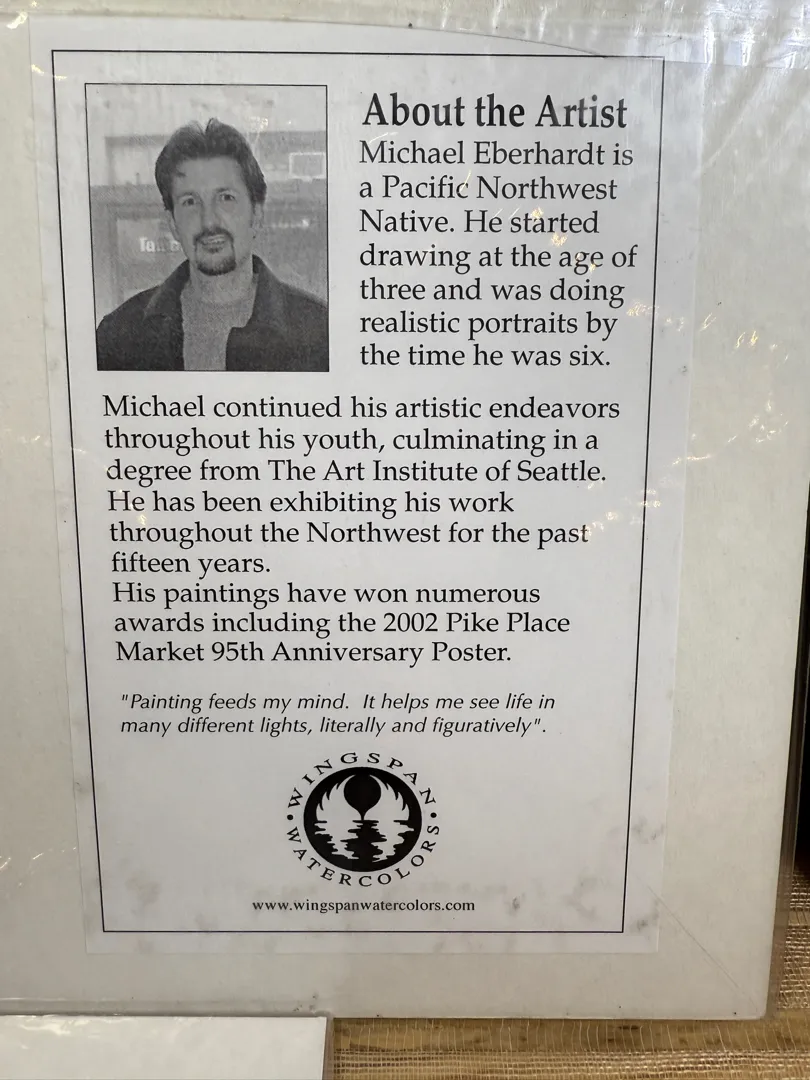 About the Artist
Michael Eberhardt is
a Pacific Northwest
Native. He started
drawing at the age of
three and was doing
realistic portraits by
the time he was six.
Michael continued his artistic endeavors
throughout his youth, culminating in a
degree from The Art Institute of Seattle.
He has been exhibiting his work
throughout the Northwest for the past
fifteen years.
His paintings have won numerous
awards including the 2002 Pike Place
Market 95th Anniversary Poster.
"Painting feeds my mind.  It helps me see life in
many different lights, literally and figuratively".
WINGSPAN
WATERCOLORS
www.wingspanwatercolors.com